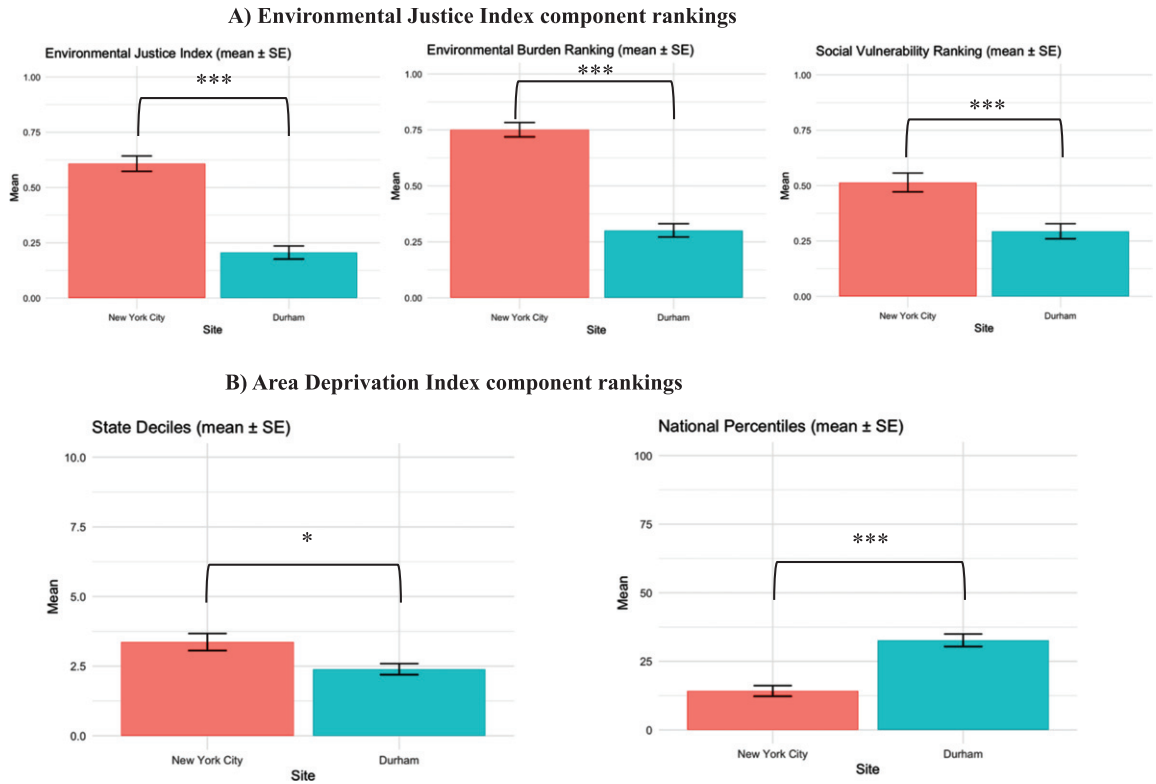 A) Environmental Justice Index component rankings
Environmental Justice Index (mean ± SE)
1.00
0.75
0.50
0.25
0.00
Mean
***
New York City
Durham
Site
Environmental Burden Ranking (mean ± SE)
1.00
0.75
0.50
0.25
0.00
Mean
***
New York City
Durham
Site
Social Vulnerability Ranking (mean ± SE)
1.00
0.75
0.50
0.25
0.00
Mean
***
New York City
Durham
Site
B) Area Deprivation Index component rankings
State Deciles (mean ± SE)
10.0
7.5
5.0
2.5
0.0
Mean
*
New York City
Durham
Site
National Percentiles (mean ± SE)
100
75
50
25
0
Mean
***
New York City
Durham
Site